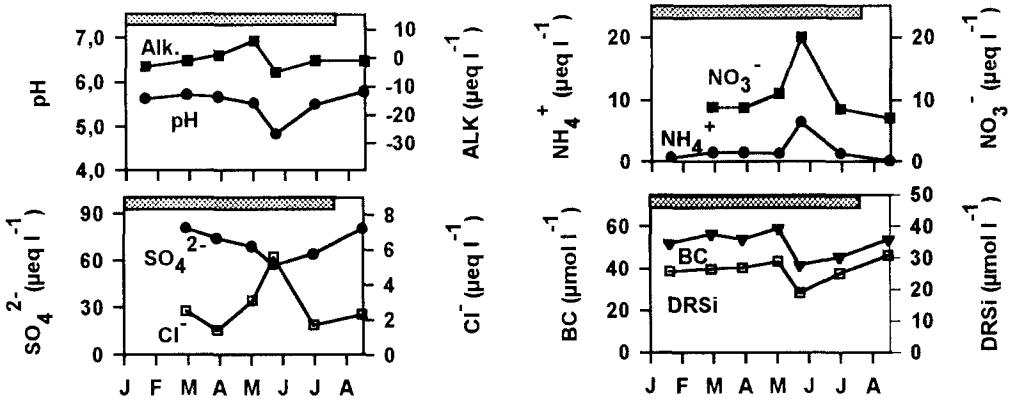 7,0
6,0
5,0
4,0
pH
Alk.
pH
10
0
-10
-20
-30
ALK (µeq l⁻¹)
20
10
0
NH₄⁺ (µeq l⁻¹)
NO₃⁻
NH₄⁺
20
10
0
NO₃⁻ (µeq l⁻¹)
90
60
30
0
SO₄²⁻ (µeq l⁻¹)
SO₄²⁻
Cl⁻
8
6
4
2
0
Cl⁻ (µeq l⁻¹)
J F M A M J J A
60
40
20
0
BC (µmol l⁻¹)
BC
DRSi
50
40
30
20
10
0
DRSi (µmol l⁻¹)
J F M A M J J A